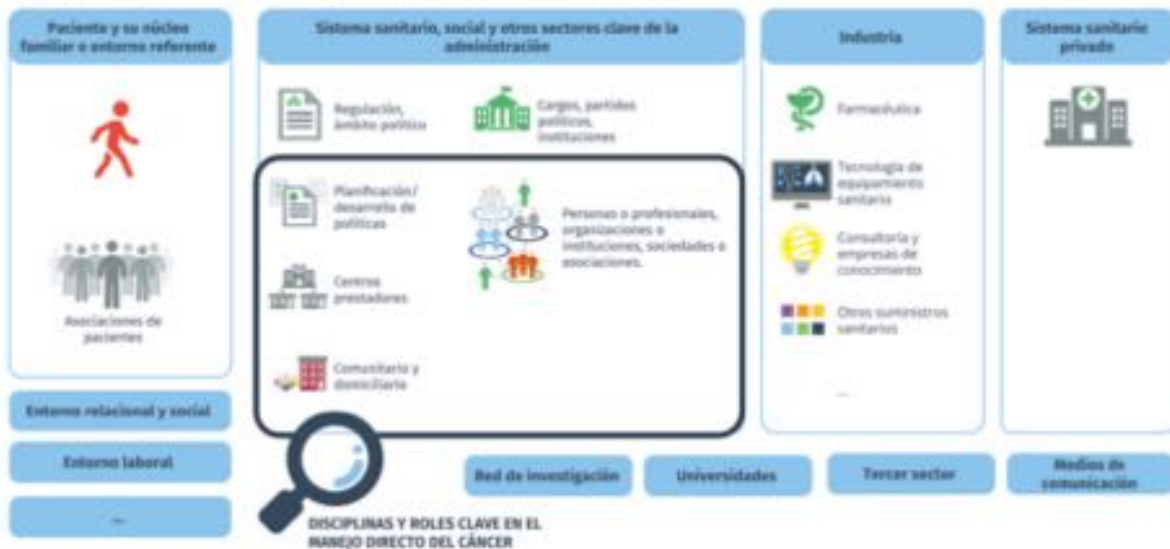 Paciente y su núcleo
familiar o entorno referente
Asociaciones de
pacientes
Entorno relacional y social
Entorno laboral
...
Sistema sanitario, social y otros sectores clave de la
administración
Regulación,
ámbito político
Cargos, partidos
políticos,
instituciones
Planificación/
desarrollo de
políticas
Personas o profesionales,
organizaciones o
instituciones, sociedades o
asociaciones.
Centros
prestadores
Comunitario y
domiciliario
Industria
Farmacéutica
Tecnología de
equipamiento
sanitario
Consultoría y
empresas de
conocimiento
Otros suministros
sanitarios
...
Sistema sanitario
privado
Red de investigación
Universidades
Tercer sector
Medios de
comunicación
DISCIPLINAS Y ROLES CLAVE EN EL
MANEJO DIRECTO DEL CÁNCER